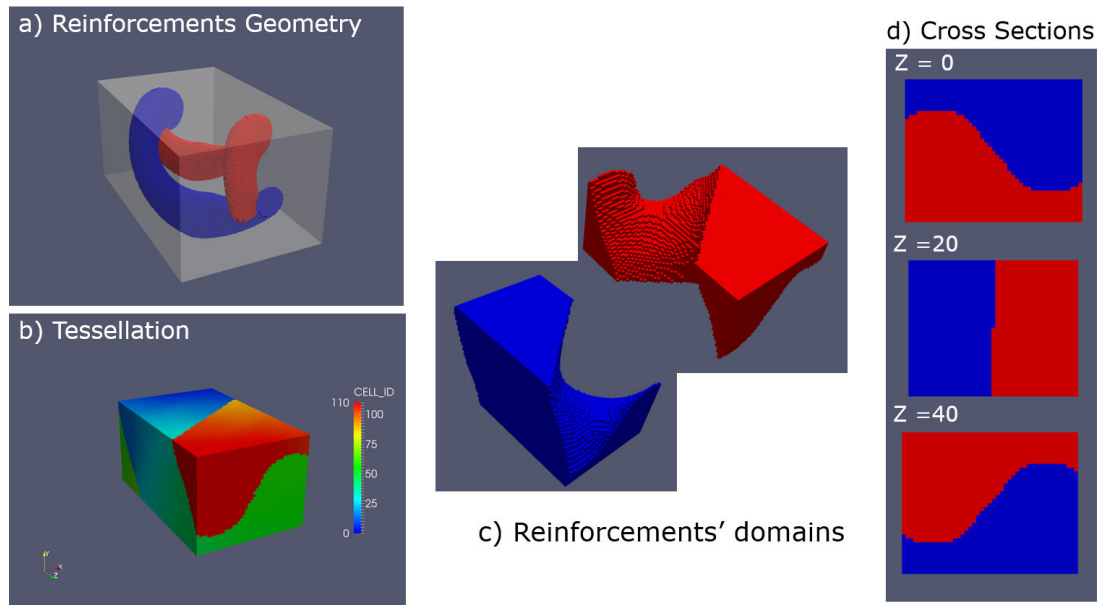 a) Reinforcements Geometry
b) Tessellation
CELL_ID
110
100
75
50
25
0
Y
X
Z
c) Reinforcements' domains
d) Cross Sections
Z = 0
Z =20
Z =40